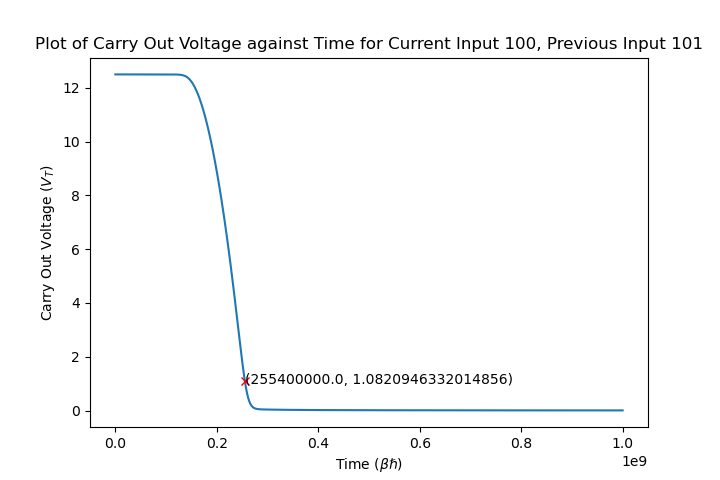 Plot of Carry Out Voltage against Time for Current Input 100, Previous Input 101
Carry Out Voltage (V_T)
12
10
8
6
4
2
0
(255400000.0, 1.0820946332014856)
0.0 0.2 0.4 0.6 0.8 1.0
1e9
Time (βħ)